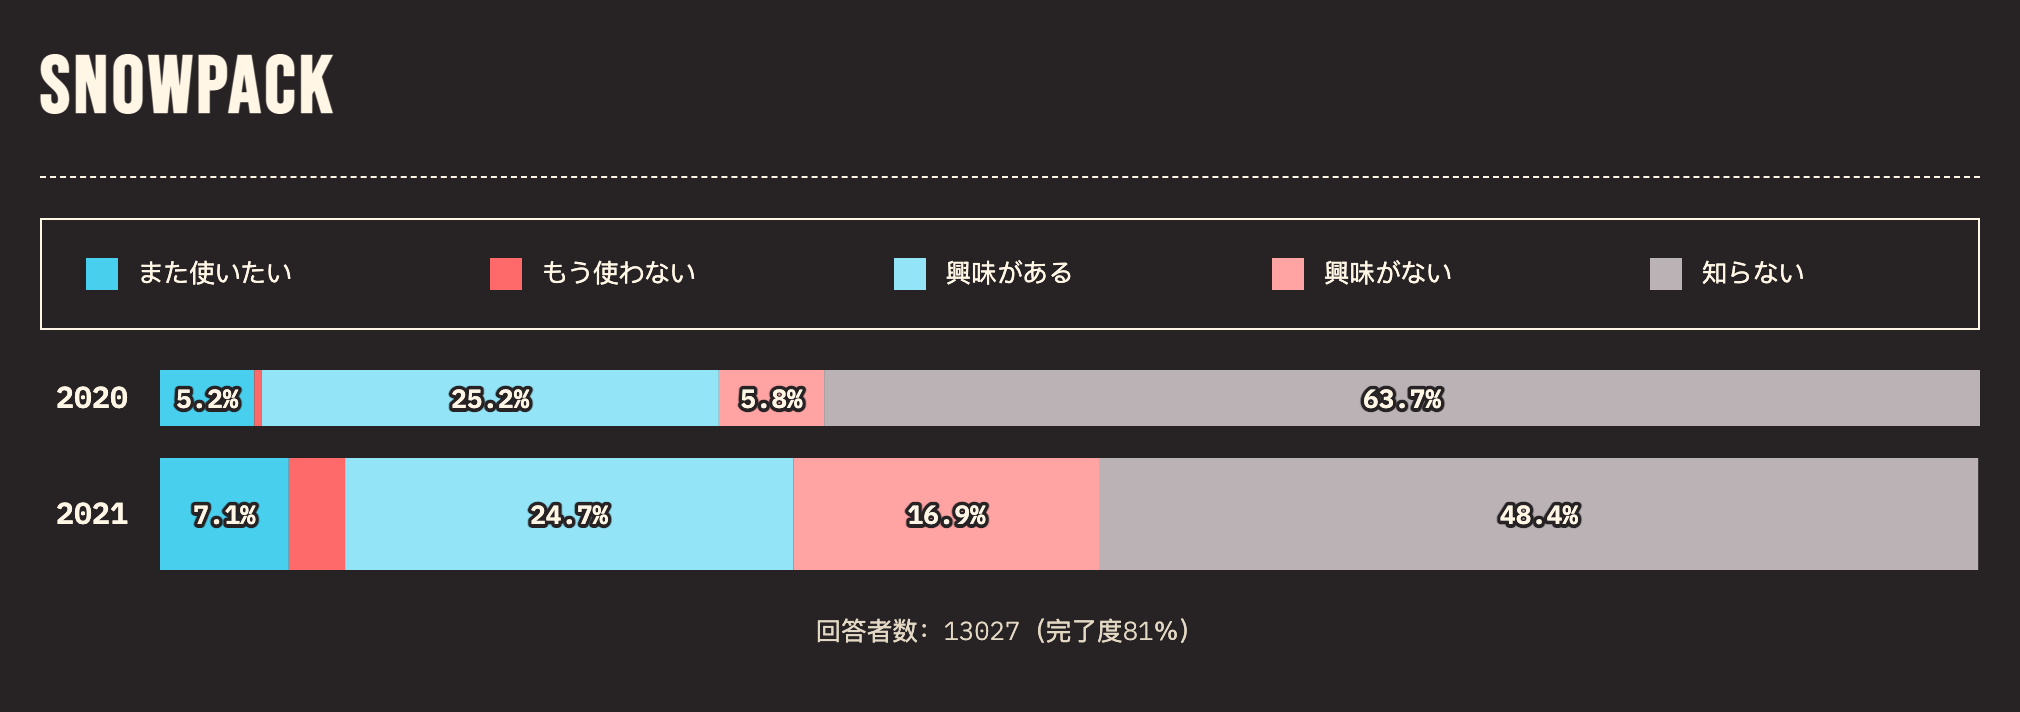 SNOWPACK
また使いたい もう使わない 興味がある 興味がない 知らない
2020 5.2% 25.2% 5.8% 63.7%
2021 7.1% 24.7% 16.9% 48.4%
回答者数: 13027 (完了度81%)